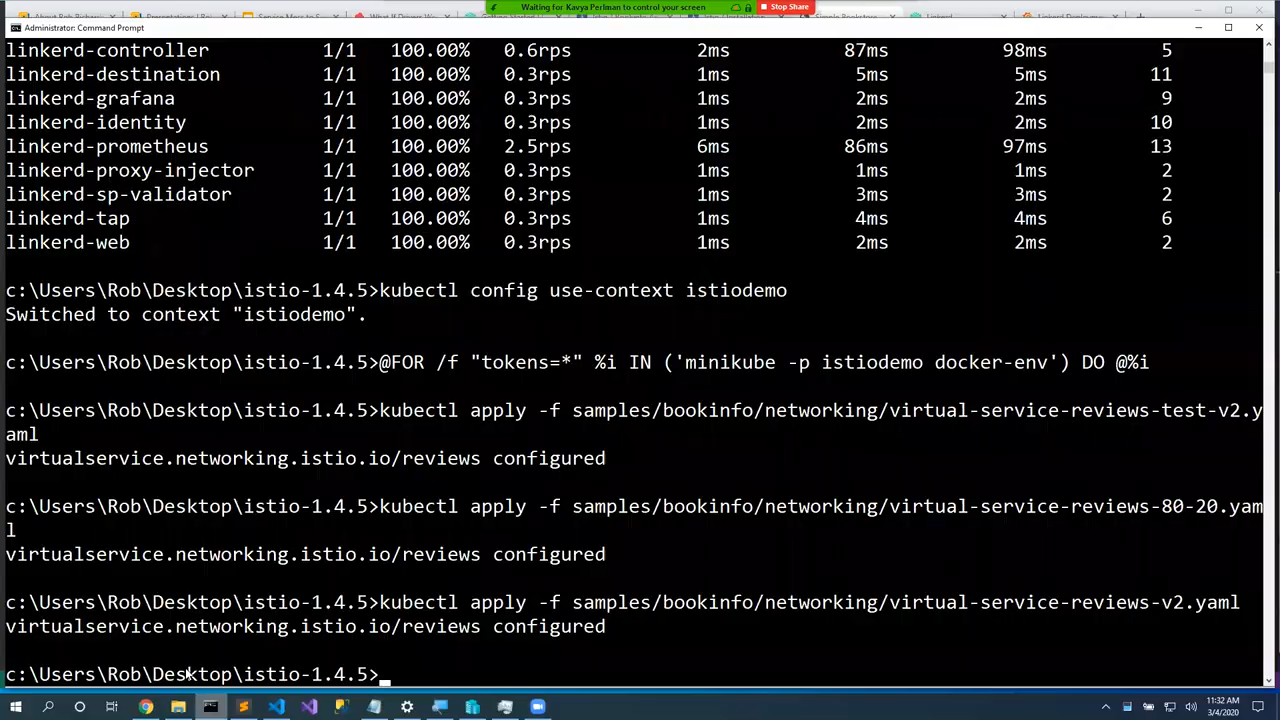 Waiting for Kavya Perlman to control your screen
Stop Share
Administrator: Command Prompt
linkerd-controller 1/1 100.00% 0.6rps 2ms 87ms 98ms 5
linkerd-destination 1/1 100.00% 0.3rps 1ms 5ms 5ms 11
linkerd-grafana 1/1 100.00% 0.3rps 1ms 2ms 2ms 9
linkerd-identity 1/1 100.00% 0.3rps 1ms 2ms 2ms 10
linkerd-prometheus 1/1 100.00% 2.5rps 6ms 86ms 97ms 13
linkerd-proxy-injector 1/1 100.00% 0.3rps 1ms 1ms 1ms 2
linkerd-sp-validator 1/1 100.00% 0.3rps 1ms 3ms 3ms 2
linkerd-tap 1/1 100.00% 0.3rps 1ms 4ms 4ms 6
linkerd-web 1/1 100.00% 0.3rps 1ms 2ms 2ms 2
c:\Users\Rob\Desktop\istio-1.4.5>kubectl config use-context istiodemo
Switched to context "istiodemo".
c:\Users\Rob\Desktop\istio-1.4.5>@FOR /f "tokens=*" %i IN ('minikube -p istiodemo docker-env') DO @%i
c:\Users\Rob\Desktop\istio-1.4.5>kubectl apply -f samples/bookinfo/networking/virtual-service-reviews-test-v2.y
aml
virtualservice.networking.istio.io/reviews configured
c:\Users\Rob\Desktop\istio-1.4.5>kubectl apply -f samples/bookinfo/networking/virtual-service-reviews-80-20.yam
l
virtualservice.networking.istio.io/reviews configured
c:\Users\Rob\Desktop\istio-1.4.5>kubectl apply -f samples/bookinfo/networking/virtual-service-reviews-v2.yaml
virtualservice.networking.istio.io/reviews configured
c:\Users\Rob\Desktop\istio-1.4.5>
11:32 AM
3/4/2020